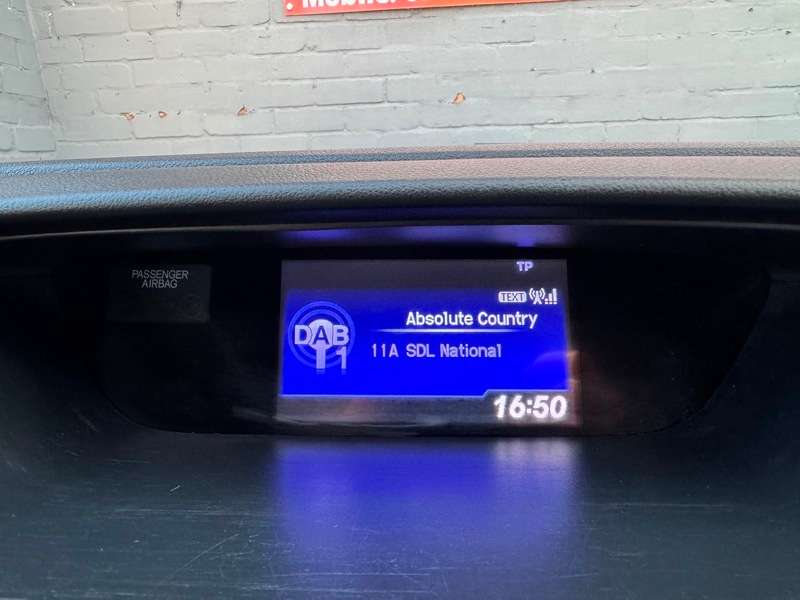 PASSENGER
AIRBAG
TP
TEXT
DAB
1
Absolute Country
11A SDL National
16:50